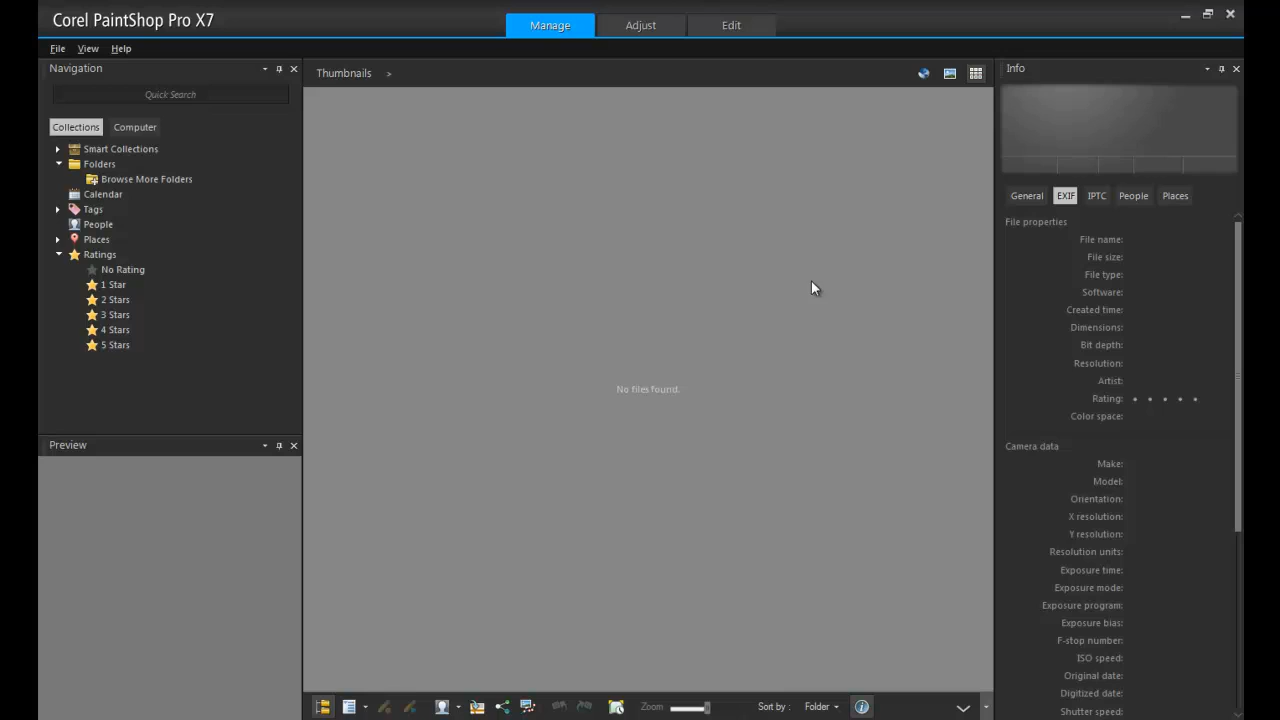 Corel PaintShop Pro X7
Manage
Adjust
Edit
File
View
Help
Navigation
Quick Search
Collections
Computer
Smart Collections
Folders
Browse More Folders
Calendar
Tags
People
Places
Ratings
No Rating
1 Star
2 Stars
3 Stars
4 Stars
5 Stars
Preview
Thumbnails >
No files found.
Zoom
Sort by :
Folder
Info
General
EXIF
IPTC
People
Places
File properties
File name:
File size:
File type:
Software:
Created time:
Dimensions:
Bit depth:
Resolution:
Artist:
Rating:
Color space:
Camera data
Make:
Model:
Orientation:
X resolution:
Y resolution:
Resolution units:
Exposure time:
Exposure mode:
Exposure program:
Exposure bias:
F-stop number:
ISO speed:
Original date:
Digitized date:
Shutter speed: